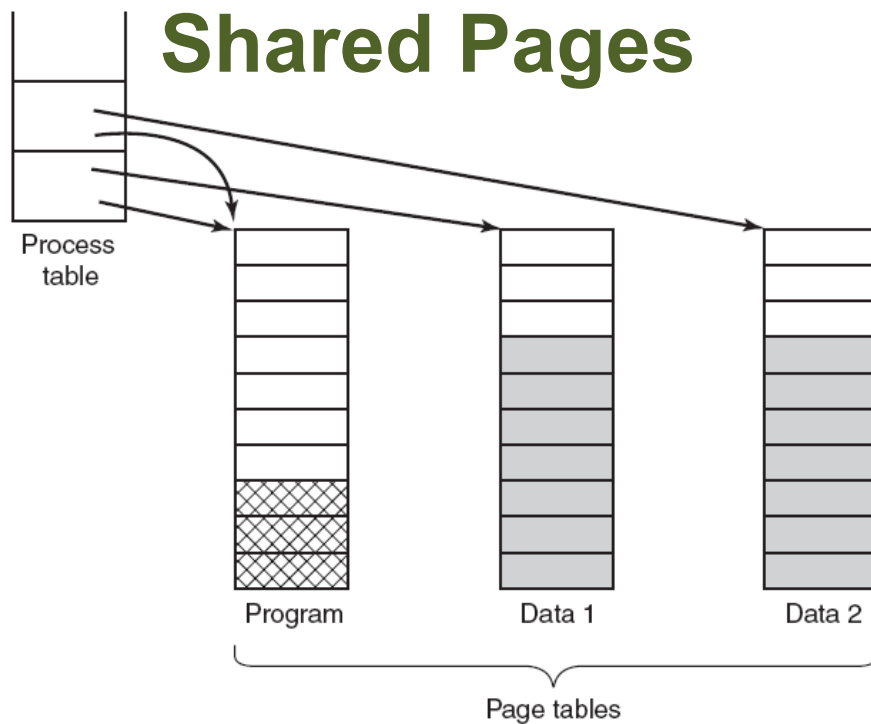 Shared Pages
Process
table
Program
Data 1
Data 2
Page tables